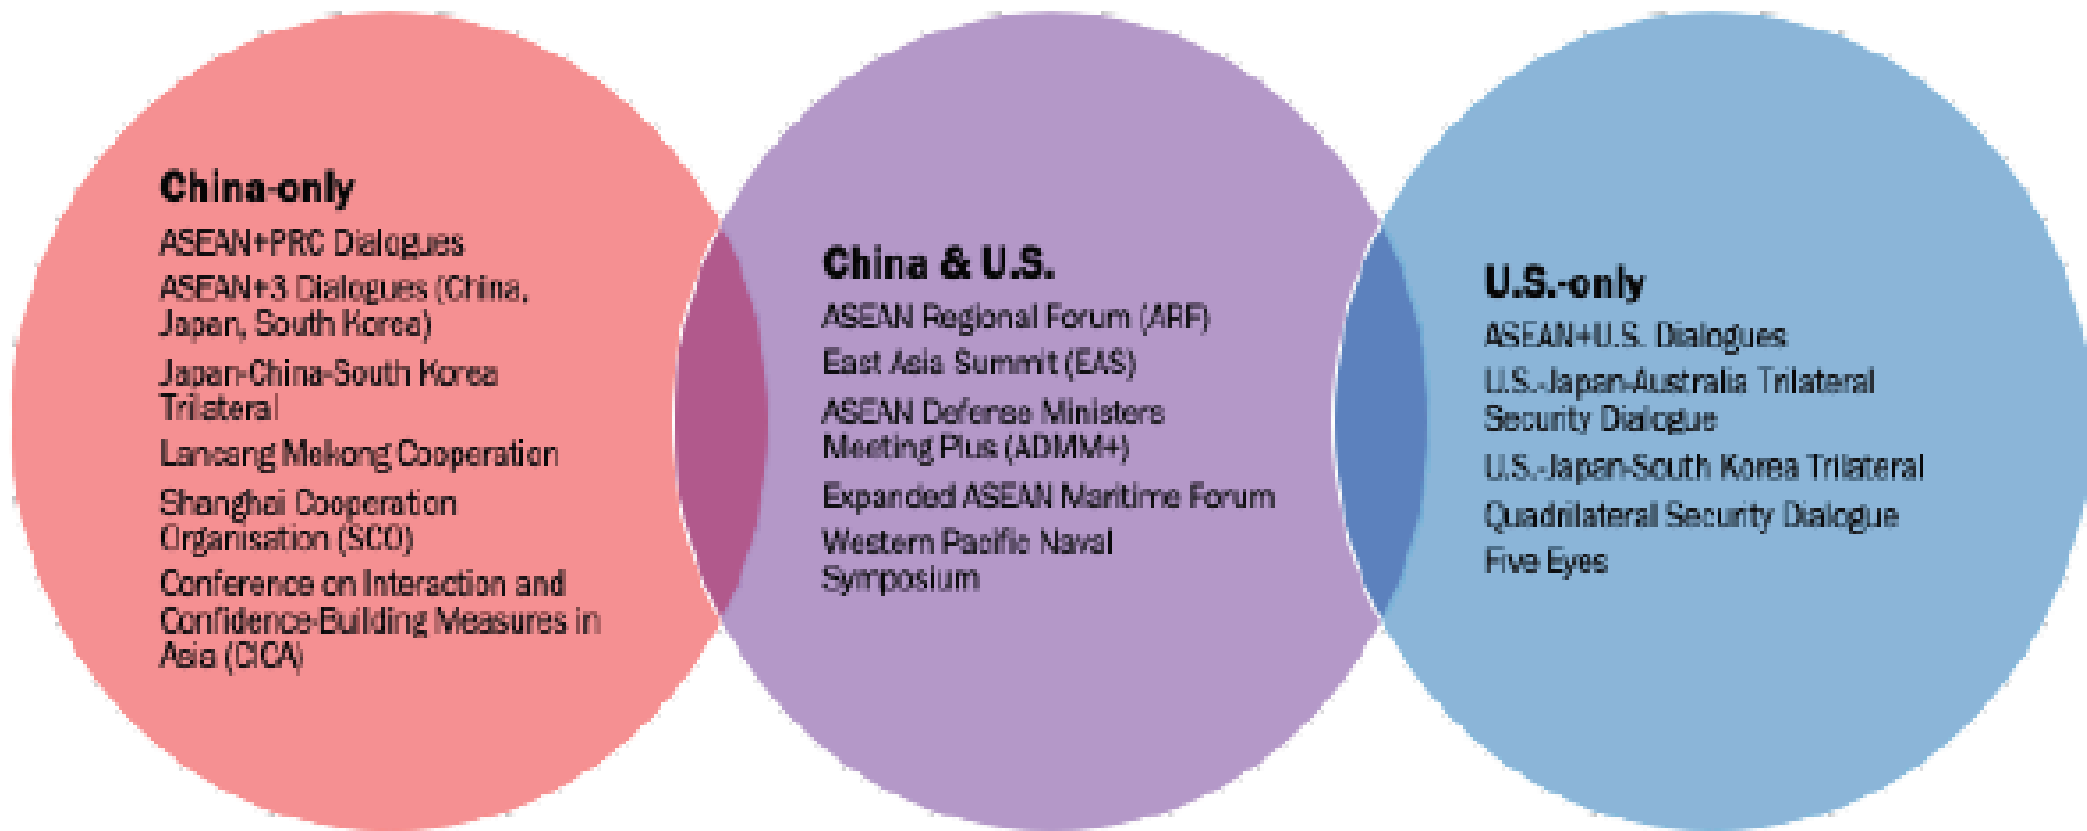 China-only
ASEAN+PRC Dialogues
ASEAN+3 Dialogues (China,
Japan, South Korea)
Japan-China-South Korea
Trilateral
Lancang Mekong Cooperation
Shanghai Cooperation
Organisation (SCO)
Conference on Interaction and
Confidence-Building Measures in
Asia (CICA)
China & U.S.
ASEAN Regional Forum (ARF)
East Asia Summit (EAS)
ASEAN Defense Ministers
Meeting Plus (ADMM+)
Expanded ASEAN Maritime Forum
Western Pacific Naval
Symposium
U.S.-only
ASEAN+U.S. Dialogues
U.S.-Japan-Australia Trilateral
Security Dialogue
U.S.-Japan-South Korea Trilateral
Quadrilateral Security Dialogue
Five Eyes